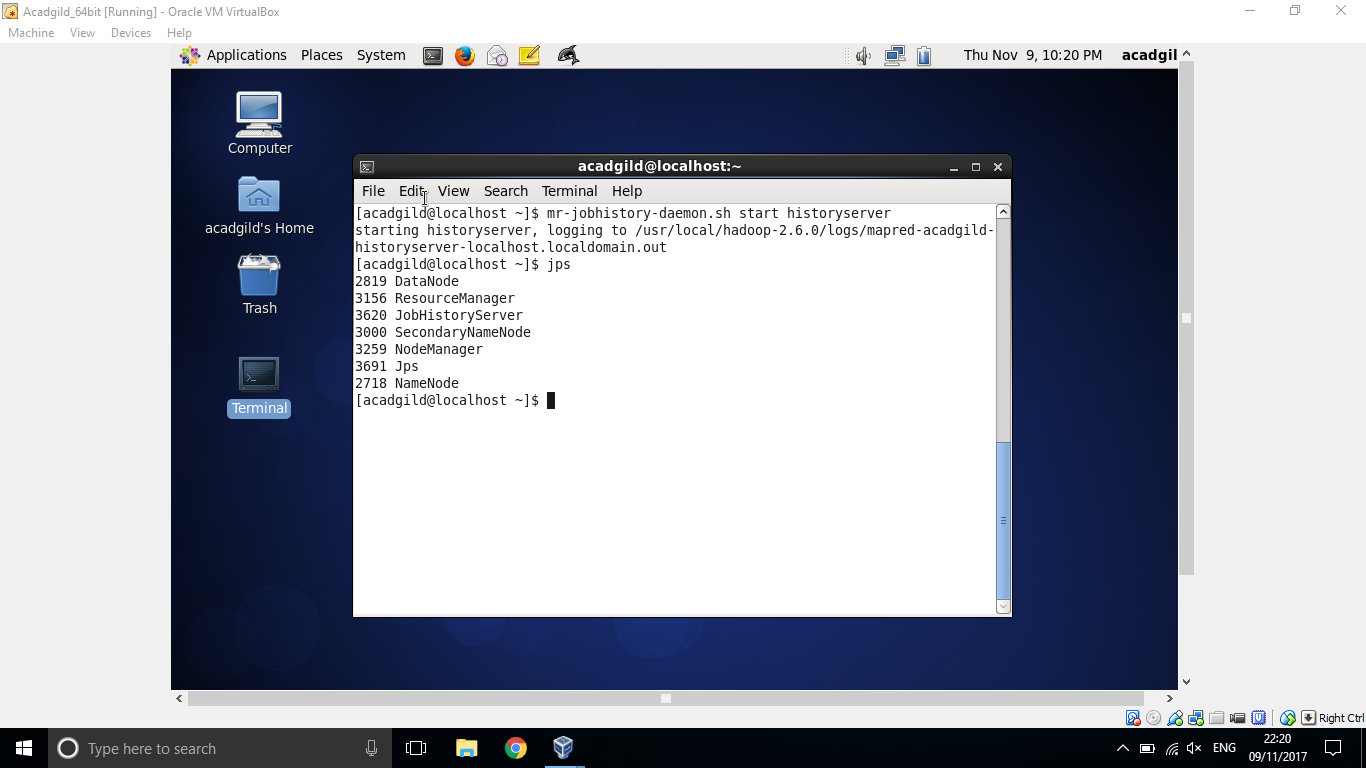 Acadgild_64bit [Running] - Oracle VM VirtualBox
Machine View Devices Help
Applications Places System Thu Nov 9, 10:20 PM acadgil
Computer
acadgild's Home
Trash
Terminal
acadgild@localhost:~
File Edit View Search Terminal Help
[acadgild@localhost ~]$ mr-jobhistory-daemon.sh start historyserver
starting historyserver, logging to /usr/local/hadoop-2.6.0/logs/mapred-acadgild-
historyserver-localhost.localdomain.out
[acadgild@localhost ~]$ jps
2819 DataNode
3156 ResourceManager
3620 JobHistoryServer
3000 SecondaryNameNode
3259 NodeManager
3691 Jps
2718 NameNode
[acadgild@localhost ~]$
Right Ctrl
Type here to search
ENG
22:20
09/11/2017